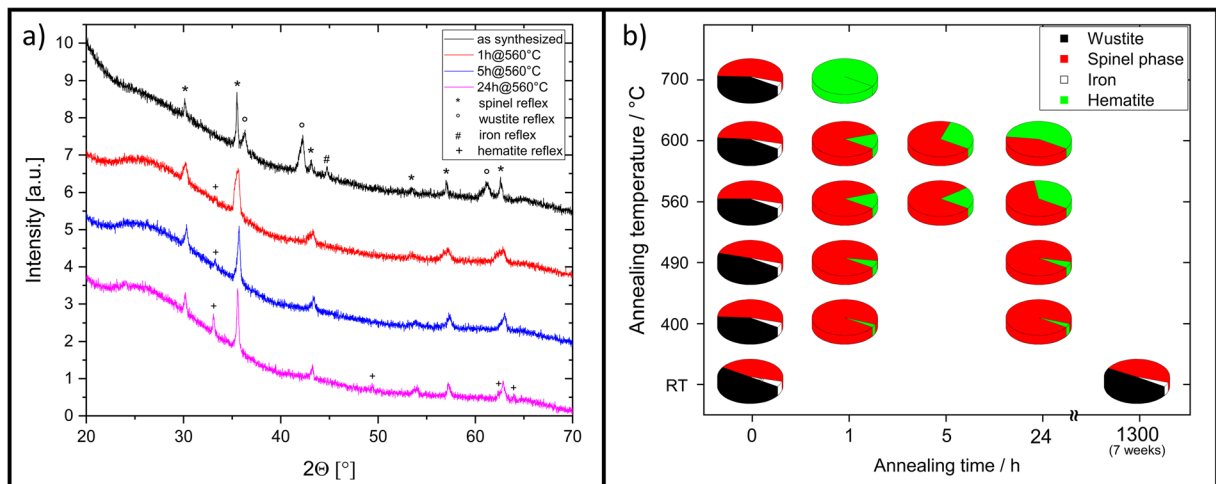 a)
as synthesized
1h@560°C
5h@560°C
24h@560°C
* spinel reflex
° wustite reflex
# iron reflex
+ hematite reflex
10
9
8
7
6
5
4
3
2
1
0
Intensity [a.u.]
* * ° ° * # * * ° *
+
+
+ + + +
20 30 40 50 60 70
2Θ [°]
b)
Wustite
Spinel phase
Iron
Hematite
Annealing temperature / °C
700
600
560
490
400
RT
0 1 5 24 ≈ 1300
(7 weeks)
Annealing time / h